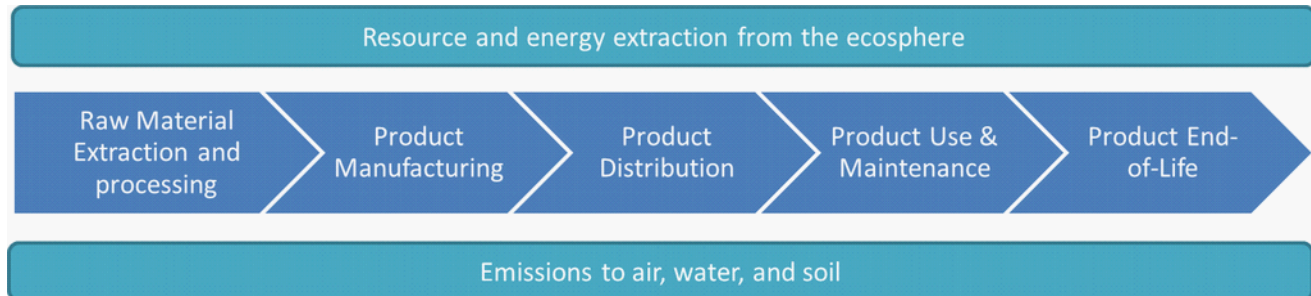 Resource and energy extraction from the ecosphere
Raw Material
Extraction and
processing
Product
Manufacturing
Product
Distribution
Product Use &
Maintenance
Product End-
of-Life
Emissions to air, water, and soil